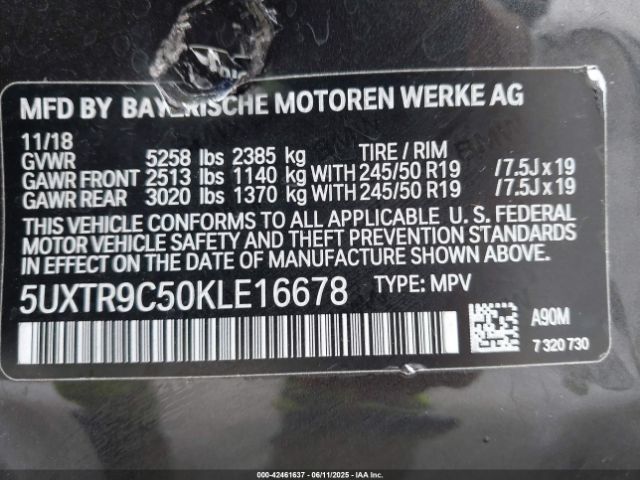 MFD BY BAYERISCHE MOTOREN WERKE AG
11/18
GVWR 5258 lbs 2385 kg TIRE / RIM
GAWR FRONT 2513 lbs 1140 kg WITH 245/50 R19 / 7.5J x 19
GAWR REAR 3020 lbs 1370 kg WITH 245/50 R19 / 7.5J x 19
THIS VEHICLE CONFORMS TO ALL APPLICABLE U. S. FEDERAL
MOTOR VEHICLE SAFETY AND THEFT PREVENTION STANDARDS
IN EFFECT ON THE DATE OF MANUFACTURE SHOWN ABOVE.
5UXTR9C50KLE16678 TYPE: MPV
A90M
7 320 730
000-42461637 - 06/11/2025 - IAA Inc.